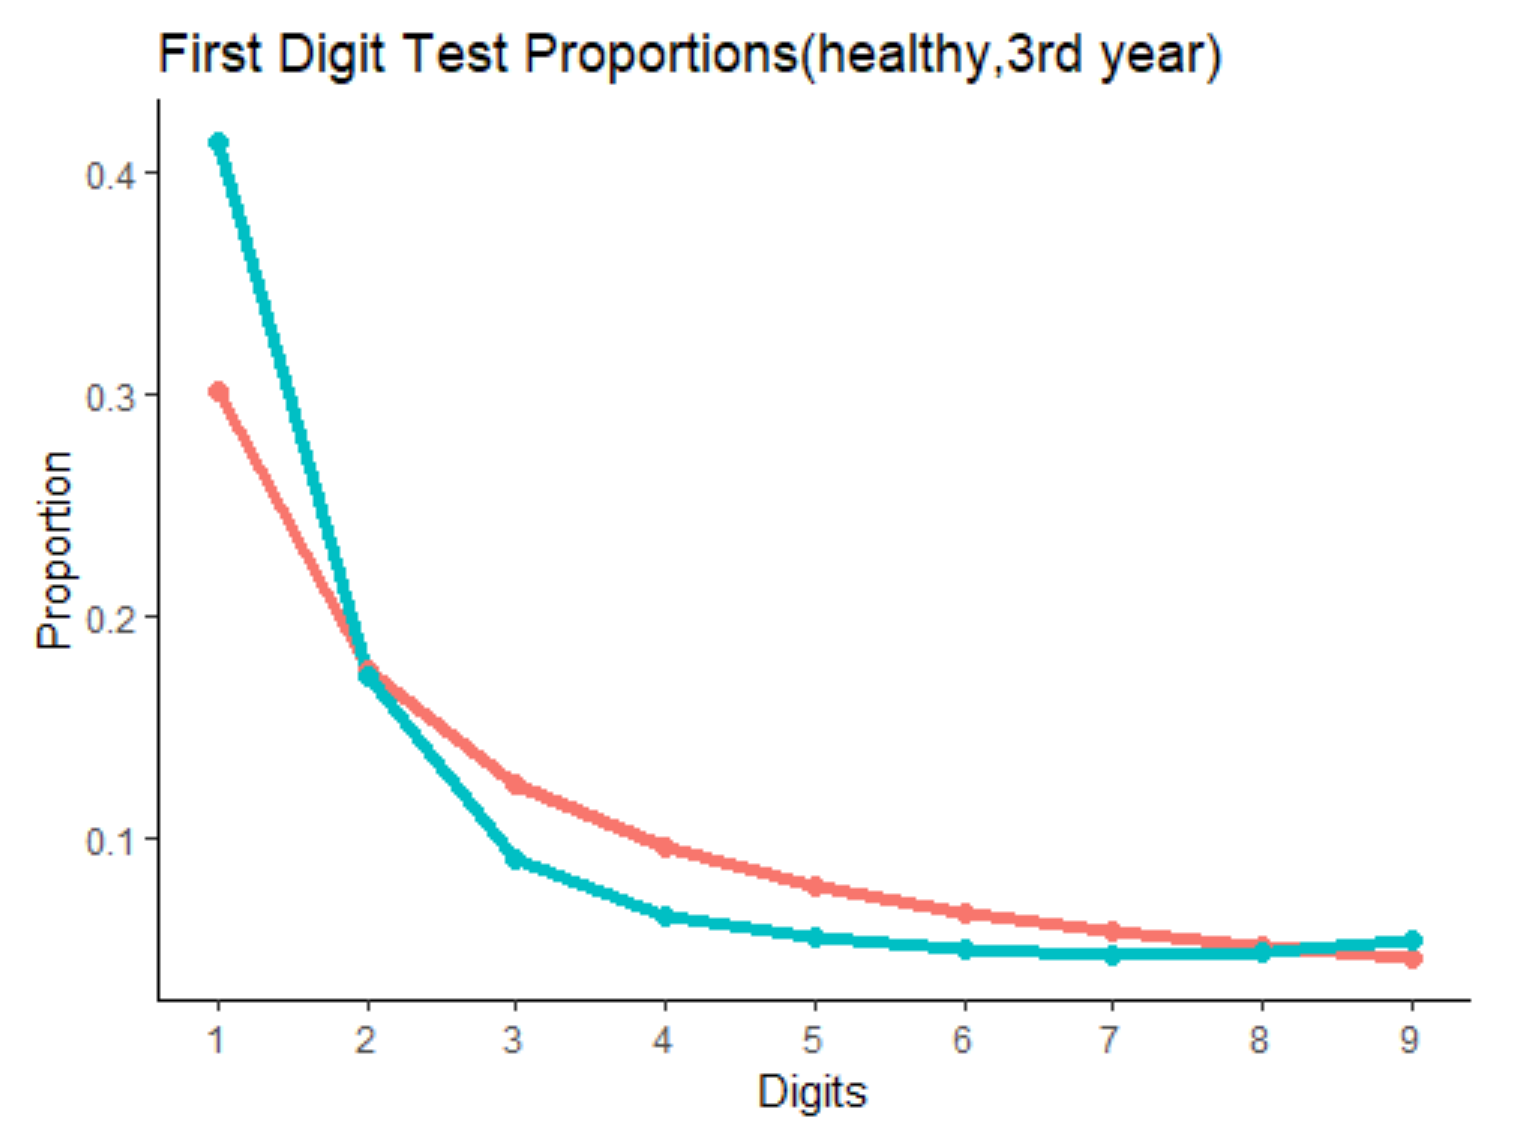 First Digit Test Proportions(healthy,3rd year)
Proportion
0.4
0.3
0.2
0.1
1 2 3 4 5 6 7 8 9
Digits